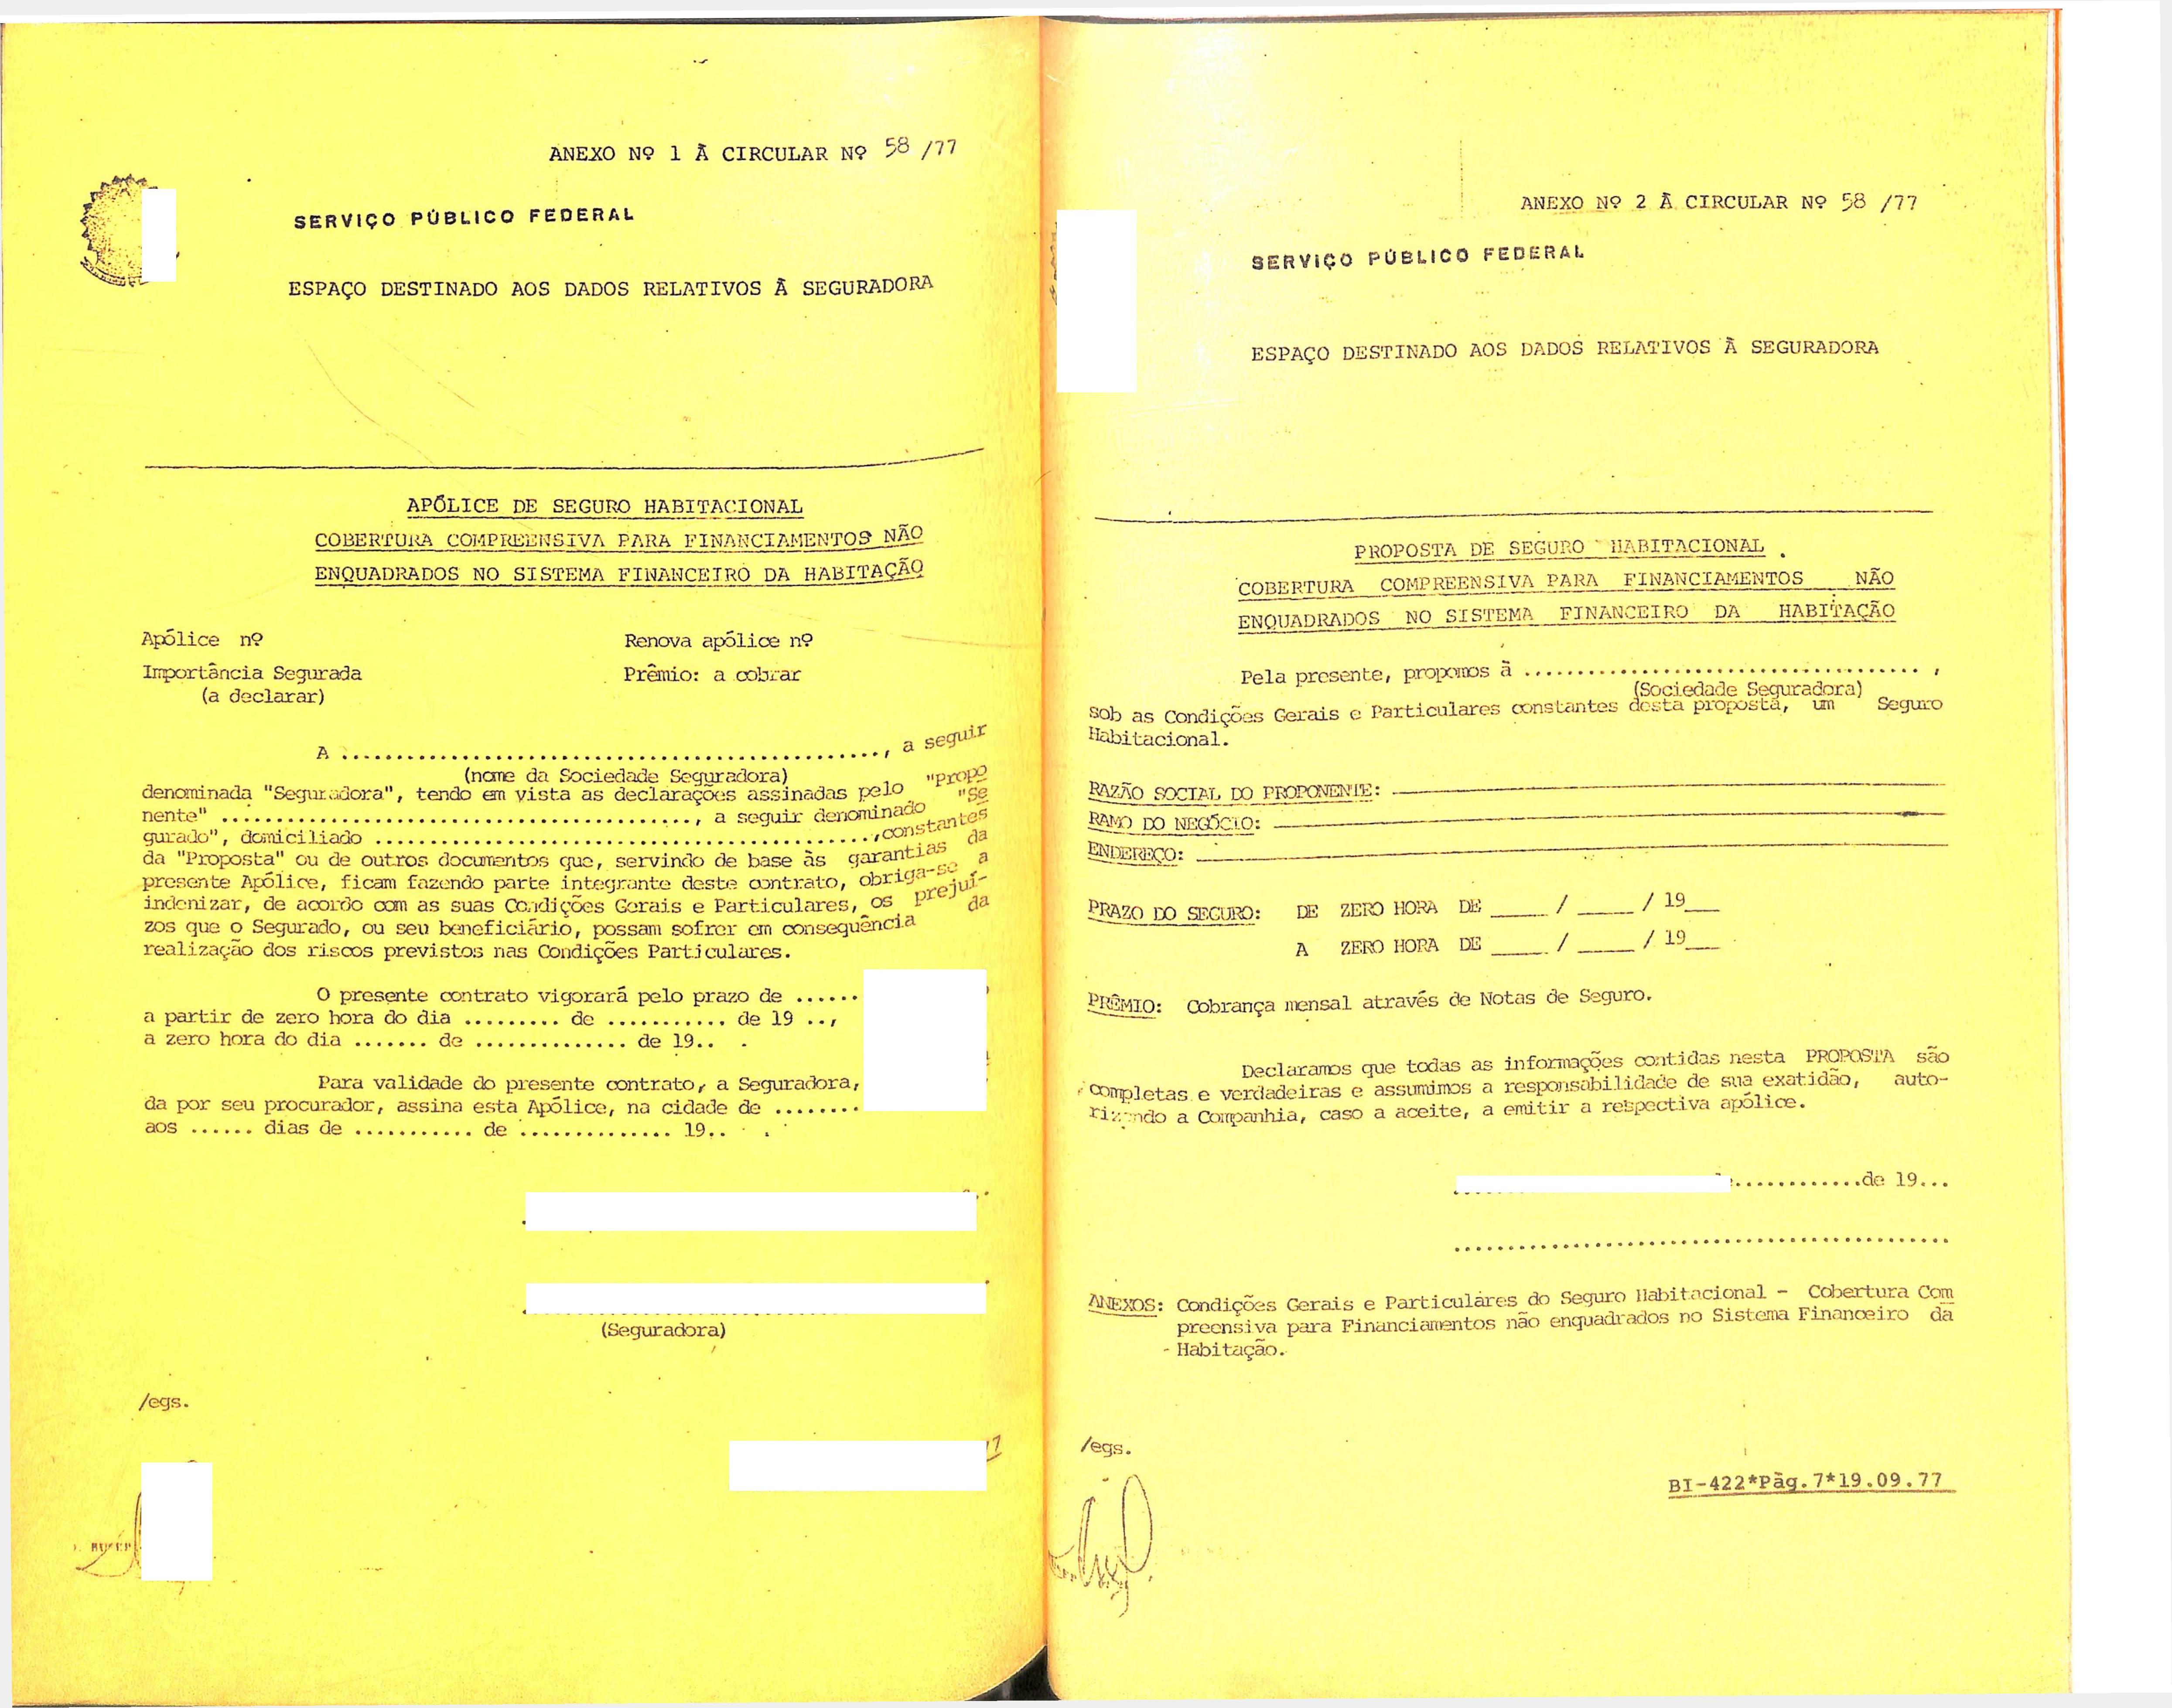 ANEXO Nº 1 À CIRCULAR Nº 58 /77
SERVIÇO PÚBLICO FEDERAL
ESPAÇO DESTINADO AOS DADOS RELATIVOS À SEGURADORA
APÓLICE DE SEGURO HABITACIONAL
COBERTURA COMPREENSIVA PARA FINANCIAMENTOS NÃO
ENQUADRADOS NO SISTEMA FINANCEIRO DA HABITAÇÃO
Apólice nº Renova apólice nº
Importância Segurada Prêmio: a cobrar
(a declarar)
A ..................................................., a seguir
(nome da Sociedade Seguradora)
denominada "Seguradora", tendo em vista as declarações assinadas pelo "Propo
nente" ............................................., a seguir denominado "Se
gurado", domiciliado ...............................................,constantes
da "Proposta" ou de outros documentos que, servindo de base às garantias da
presente Apólice, ficam fazendo parte integrante deste contrato, obriga-se a
indenizar, de acordo com as suas Condições Gerais e Particulares, os prejuí-
zos que o Segurado, ou seu beneficiário, possam sofrer em consequência da
realização dos riscos previstos nas Condições Particulares.
O presente contrato vigorará pelo prazo de ......
a partir de zero hora do dia ......... de ........... de 19 ..,
a zero hora do dia ....... de .............. de 19.. .
Para validade do presente contrato, a Seguradora,
da por seu procurador, assina esta Apólice, na cidade de ........
aos ...... dias de ........... de .............. 19.. .
(Seguradora)
/egs.
ANEXO Nº 2 À CIRCULAR Nº 58 /77
SERVIÇO PÚBLICO FEDERAL
ESPAÇO DESTINADO AOS DADOS RELATIVOS À SEGURADORA
PROPOSTA DE SEGURO HABITACIONAL
COBERTURA COMPREENSIVA PARA FINANCIAMENTOS NÃO
ENQUADRADOS NO SISTEMA FINANCEIRO DA HABITAÇÃO
Pela presente, propomos à ...................................... ,
(Sociedade Seguradora)
sob as Condições Gerais e Particulares constantes desta proposta, um Seguro
Habitacional.
RAZÃO SOCIAL DO PROPONENTE:
RAMO DO NEGÓCIO:
ENDEREÇO:
PRAZO DO SEGURO: DE ZERO HORA DE ____ / ____ / 19__
A ZERO HORA DE ____ / ____ / 19__
PRÊMIO: Cobrança mensal através de Notas de Seguro.
Declaramos que todas as informações contidas nesta PROPOSTA são
completas e verdadeiras e assumimos a responsabilidade de sua exatidão, auto-
rizando a Companhia, caso a aceite, a emitir a respectiva apólice.
............de 19...
...............................................
ANEXOS: Condições Gerais e Particulares do Seguro Habitacional - Cobertura Com
preensiva para Financiamentos não enquadrados no Sistema Financeiro da
Habitação.
/egs.
BI-422*Pág.7*19.09.77